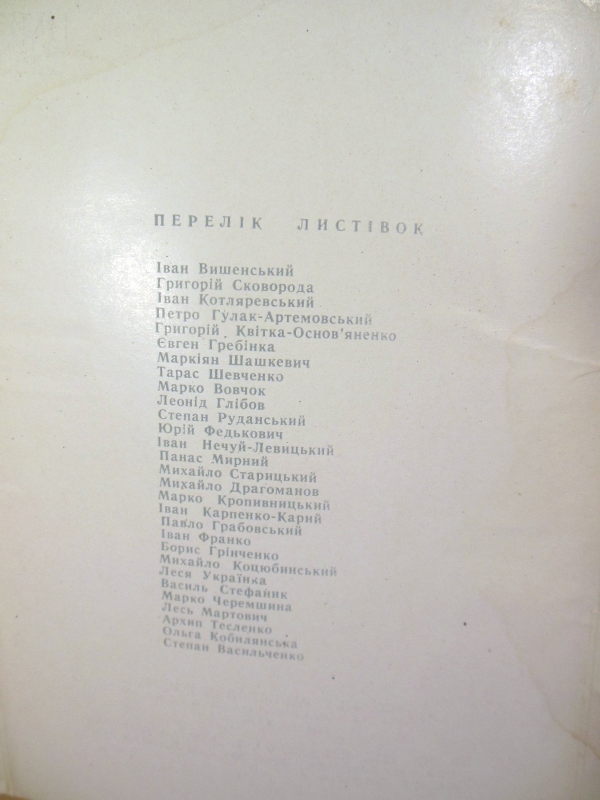 ПЕРЕЛІК ЛИСТІВОК
Іван Вишенський
Григорій Сковорода
Іван Котляревський
Петро Гулак-Артемовський
Григорій Квітка-Основ'яненко
Євген Гребінка
Маркіян Шашкевич
Тарас Шевченко
Марко Вовчок
Леонід Глібов
Степан Руданський
Юрій Федькович
Іван Нечуй-Левицький
Панас Мирний
Михайло Старицький
Михайло Драгоманов
Марко Кропивницький
Іван Карпенко-Карий
Павло Грабовський
Іван Франко
Борис Грінченко
Михайло Коцюбинський
Леся Українка
Василь Стефаник
Марко Черемшина
Лесь Мартович
Архип Тесленко
Ольга Кобилянська
Степан Васильченко